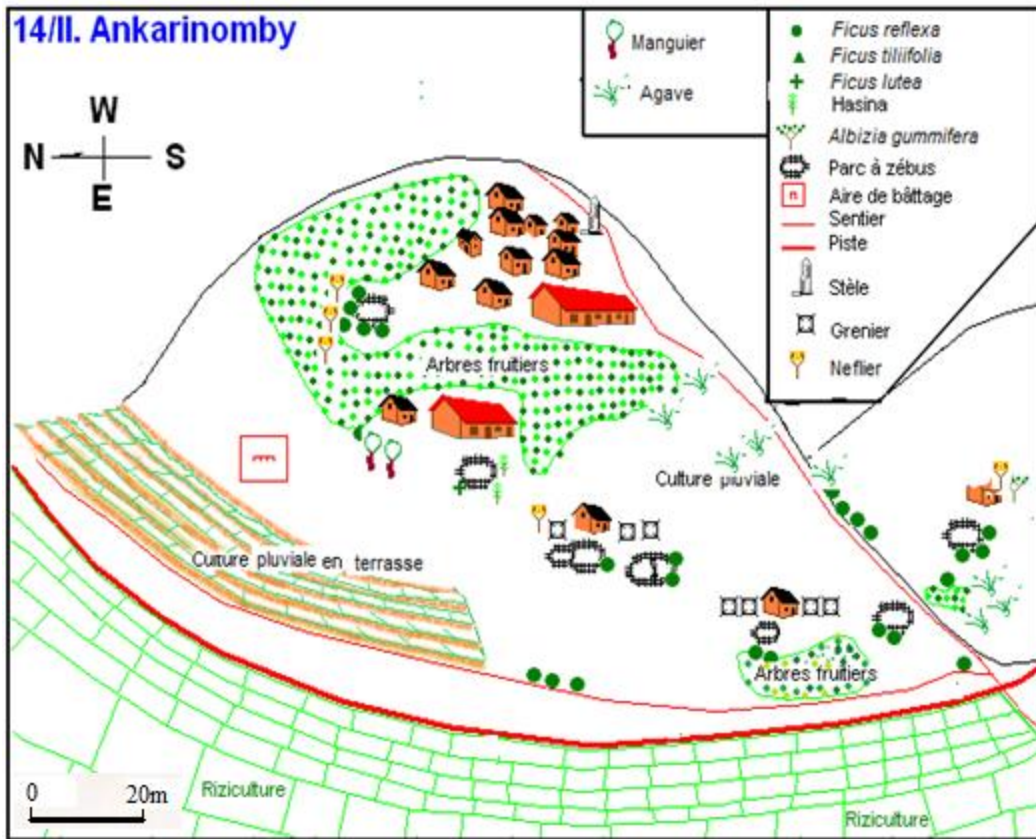 14/II. Ankarinomby
W
N S
E
Manguier
Agave
Ficus reflexa
Ficus tiliifolia
Ficus lutea
Hasina
Albizia gummifera
Parc à zébus
Aire de bâttage
Sentier
Piste
Stèle
Grenier
Neflier
Arbres fruitiers
Culture pluviale
Culture pluviale en terrasse
Arbres fruitiers
Riziculture
Riziculture
0 20m